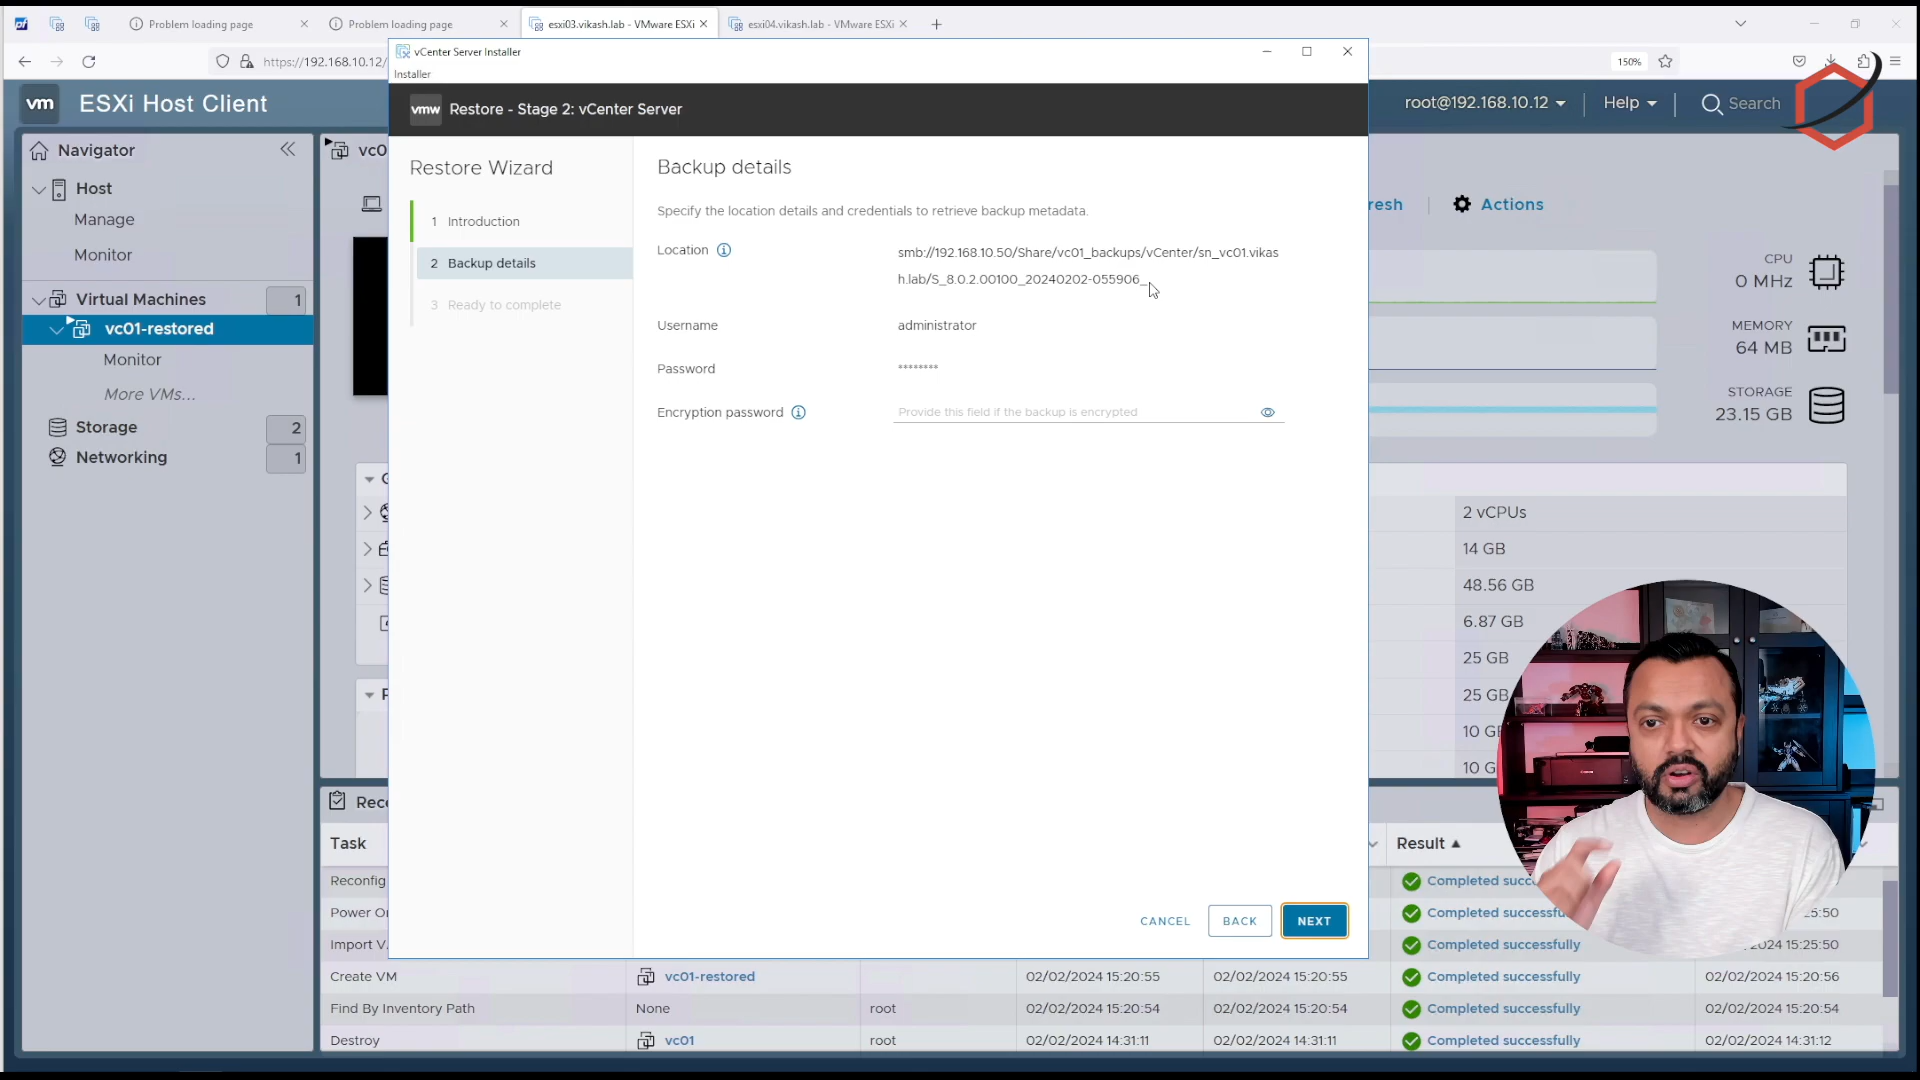 Problem loading page
Problem loading page
esxi03.vikash.lab - VMware ESXi
esxi04.vikash.lab - VMware ESXi
https://192.168.10.12/
150%
vm ESXi Host Client
root@192.168.10.12
Help
Search
Navigator
Host
Manage
Monitor
Virtual Machines 1
vc01-restored
Monitor
More VMs...
Storage 2
Networking 1
vCenter Server Installer
Installer
vmw Restore - Stage 2: vCenter Server
Restore Wizard
1 Introduction
2 Backup details
3 Ready to complete
Backup details
Specify the location details and credentials to retrieve backup metadata.
Location
smb://192.168.10.50/Share/vc01_backups/vCenter/sn_vc01.vikas
h.lab/S_8.0.2.00100_20240202-055906_
Username administrator
Password ********
Encryption password Provide this field if the backup is encrypted
CANCEL BACK NEXT
Actions
CPU
0 MHz
MEMORY
64 MB
STORAGE
23.15 GB
2 vCPUs
14 GB
48.56 GB
6.87 GB
25 GB
25 GB
10
10
Task
Result
Reconfig
Completed
Power
Completed 25:50
Import V
Completed successfully 2024 15:25:50
Create VM vc01-restored 02/02/2024 15:20:55 02/02/2024 15:20:55 Completed successfully 02/02/2024 15:20:56
Find By Inventory Path None root 02/02/2024 15:20:54 02/02/2024 15:20:54 Completed successfully 02/02/2024 15:20:54
Destroy vc01 root 02/02/2024 14:31:11 02/02/2024 14:31:11 Completed successfully 02/02/2024 14:31:12